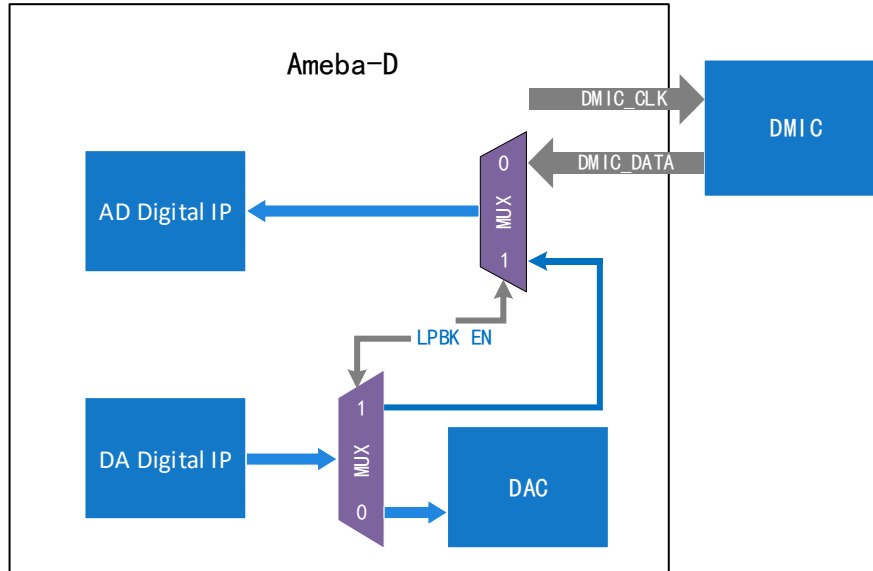 Ameba-D
DMIC_CLK
DMIC
DMIC_DATA
0
AD Digital IP
MUX
1
LPBK EN
1
DA Digital IP
MUX
DAC
0